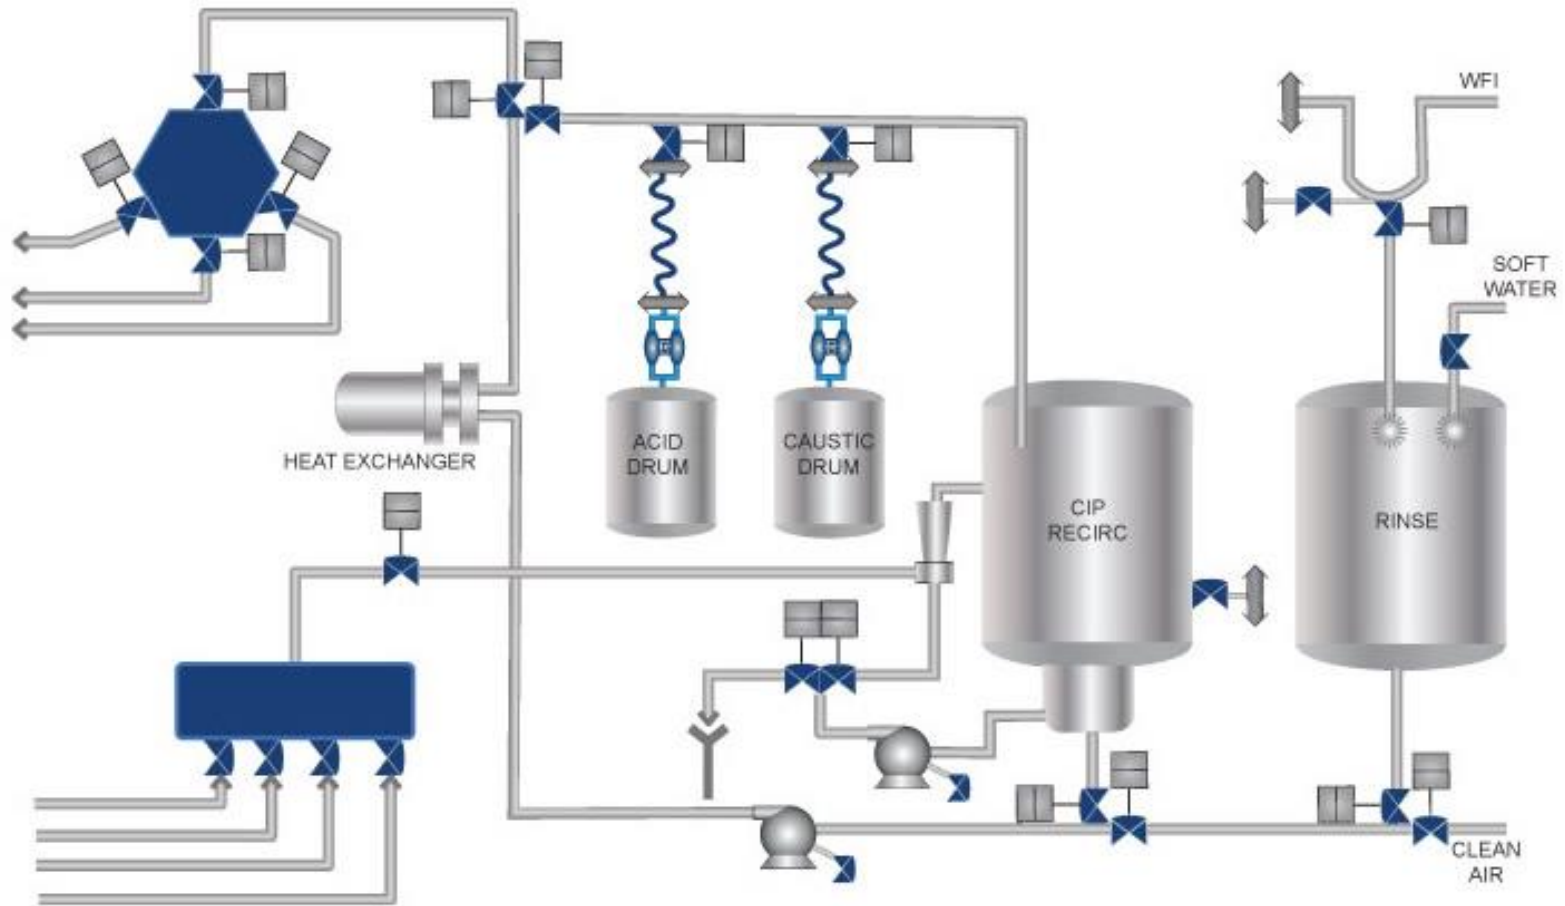 WFI
SOFT
WATER
HEAT EXCHANGER
ACID
DRUM
CAUSTIC
DRUM
CIP
RECIRC
RINSE
CLEAN
AIR